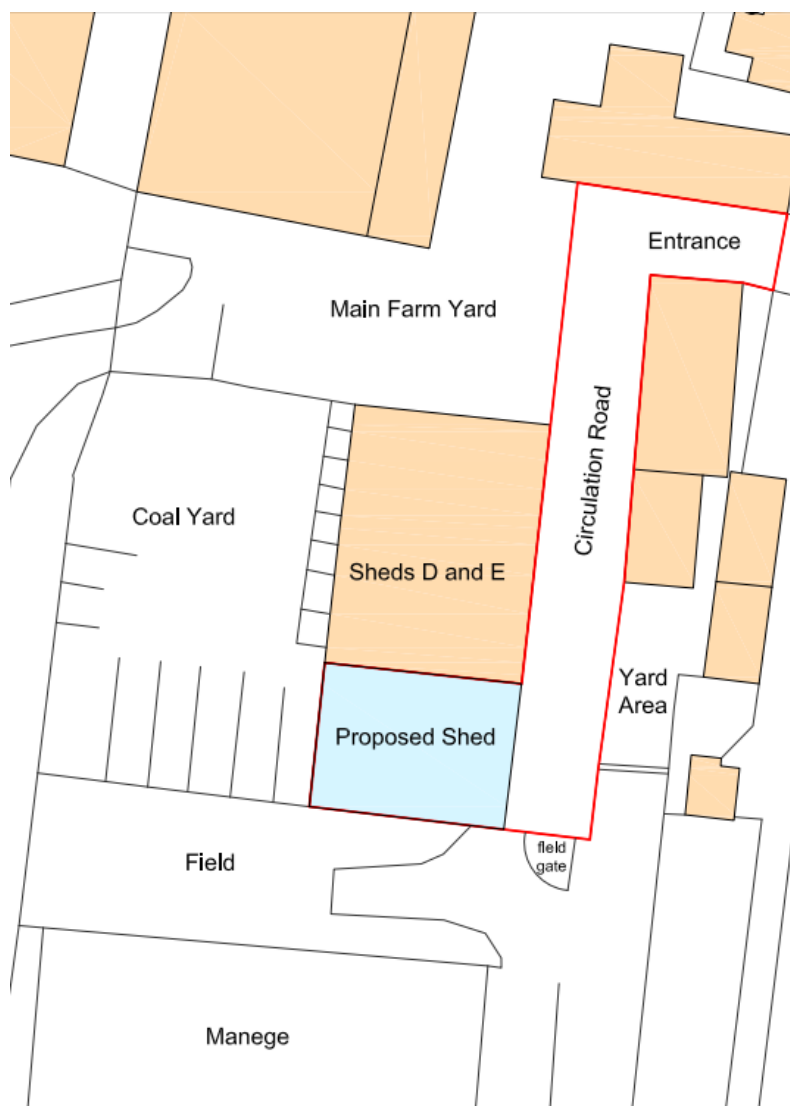 Entrance
Main Farm Yard
Circulation Road
Coal Yard
Sheds D and E
Yard
Area
Proposed Shed
field
gate
Field
Manege